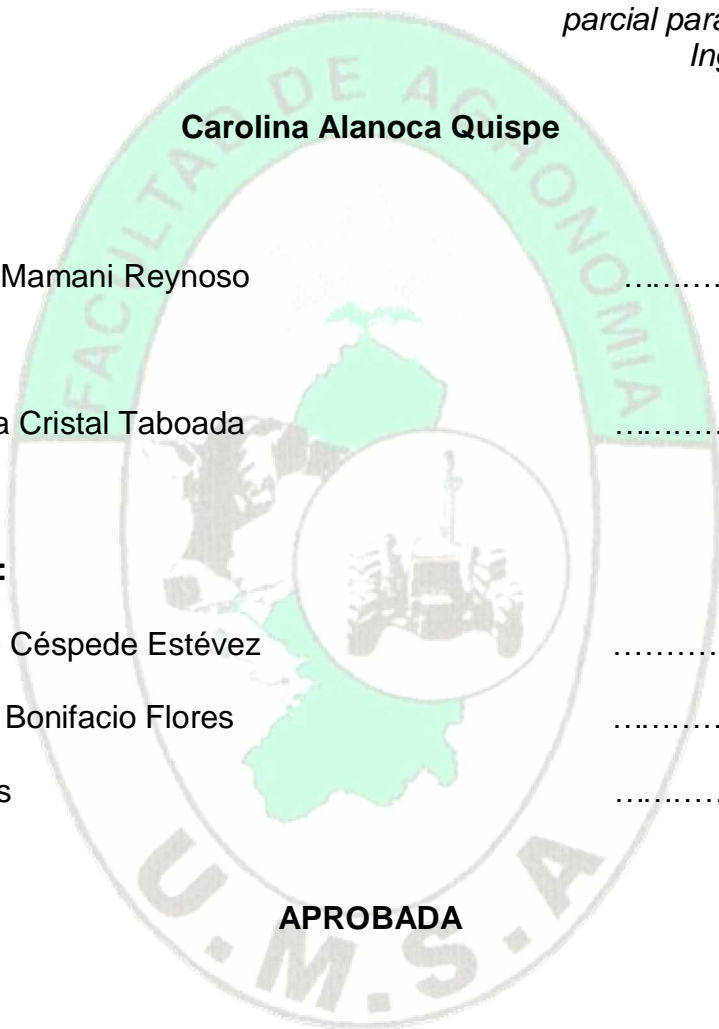 parcial para
Ing
Carolina Alanoca Quispe
Mamani Reynoso ……….
a Cristal Taboada ……….
:
Céspede Estévez ……….
Bonifacio Flores ……….
s ……….
APROBADA
FACULTAD DE AGRONOMIA
U.M.S.A